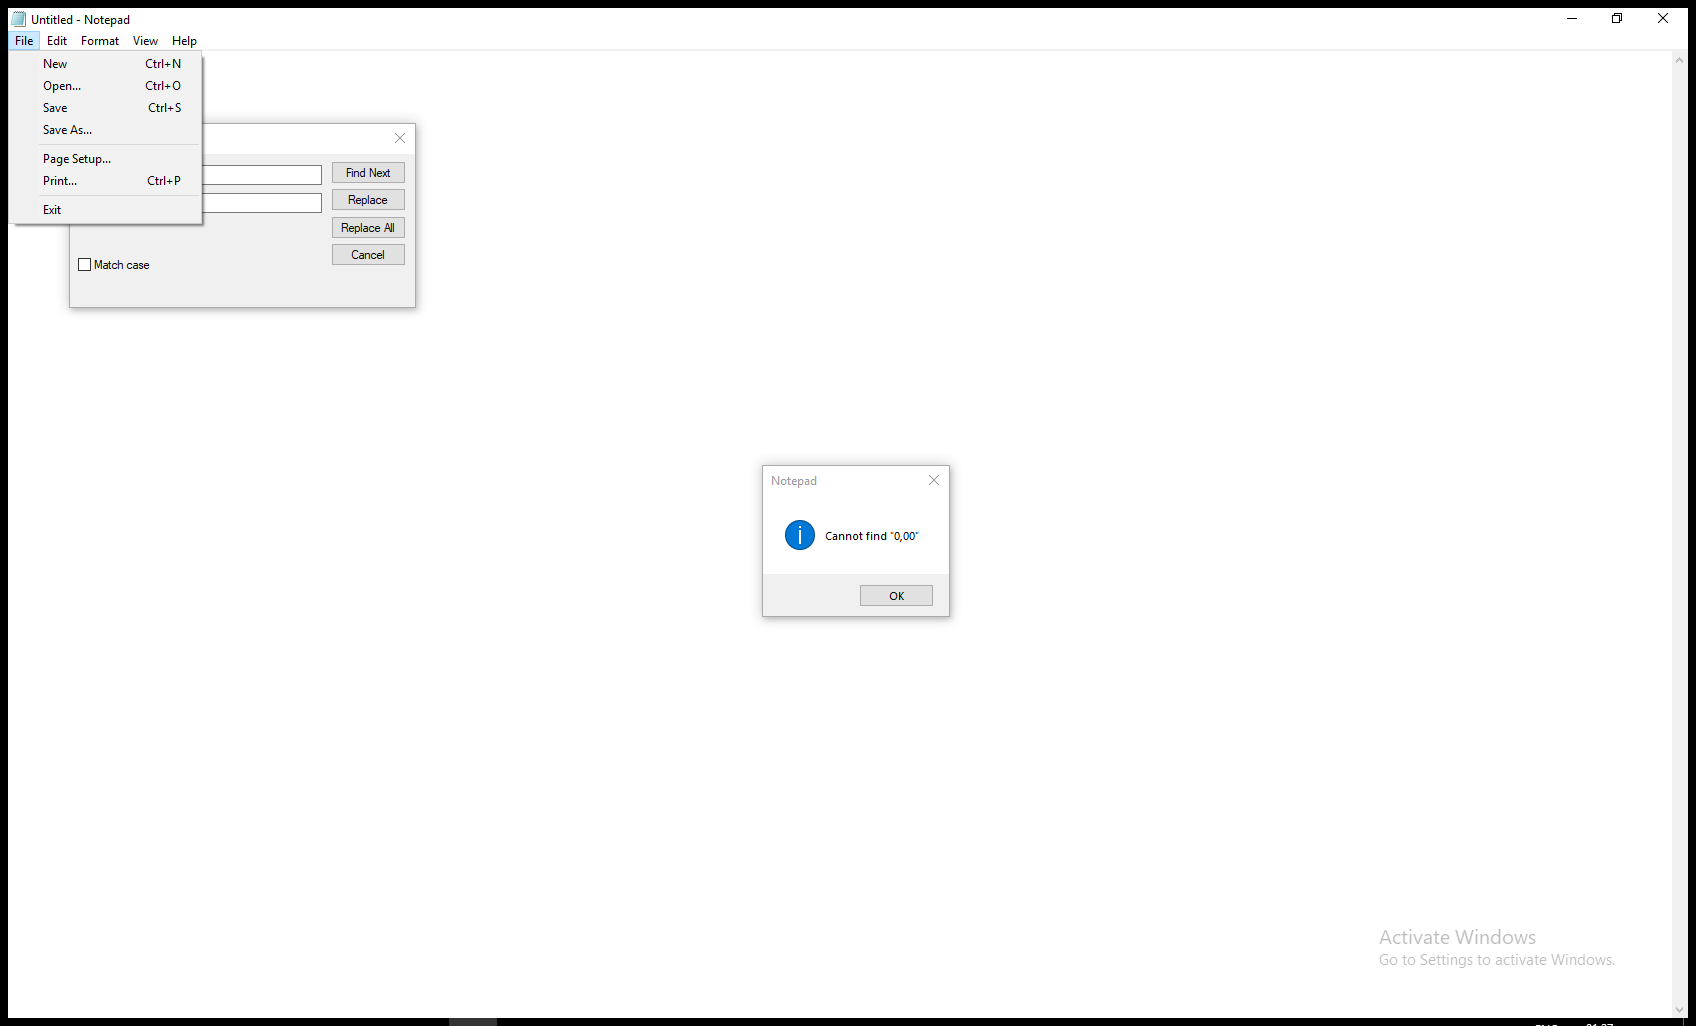 Untitled - Notepad
File Edit Format View Help
New Ctrl+N
Open... Ctrl+O
Save Ctrl+S
Save As...
Page Setup...
Print... Ctrl+P
Exit
Find Next
Replace
Replace All
Cancel
Match case
Notepad
Cannot find "0,00"
OK
Activate Windows
Go to Settings to activate Windows.